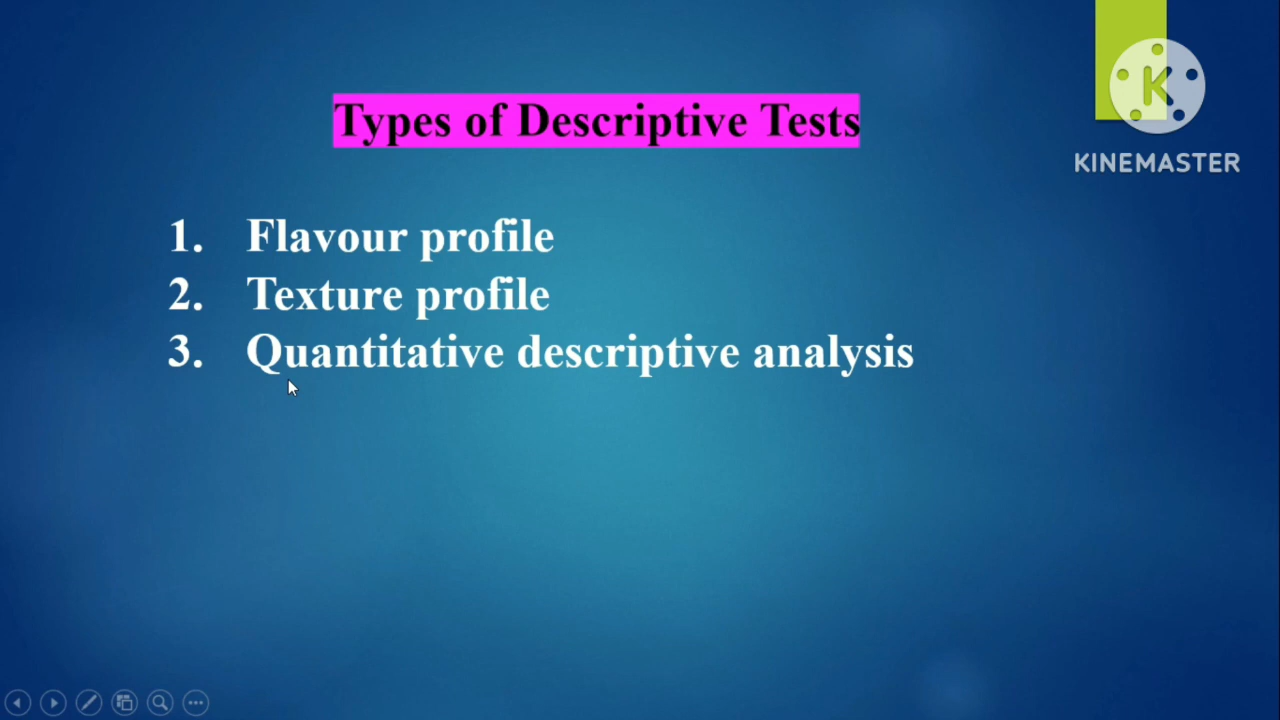 Types of Descriptive Tests
K
KINEMASTER
1. Flavour profile
2. Texture profile
3. Quantitative descriptive analysis